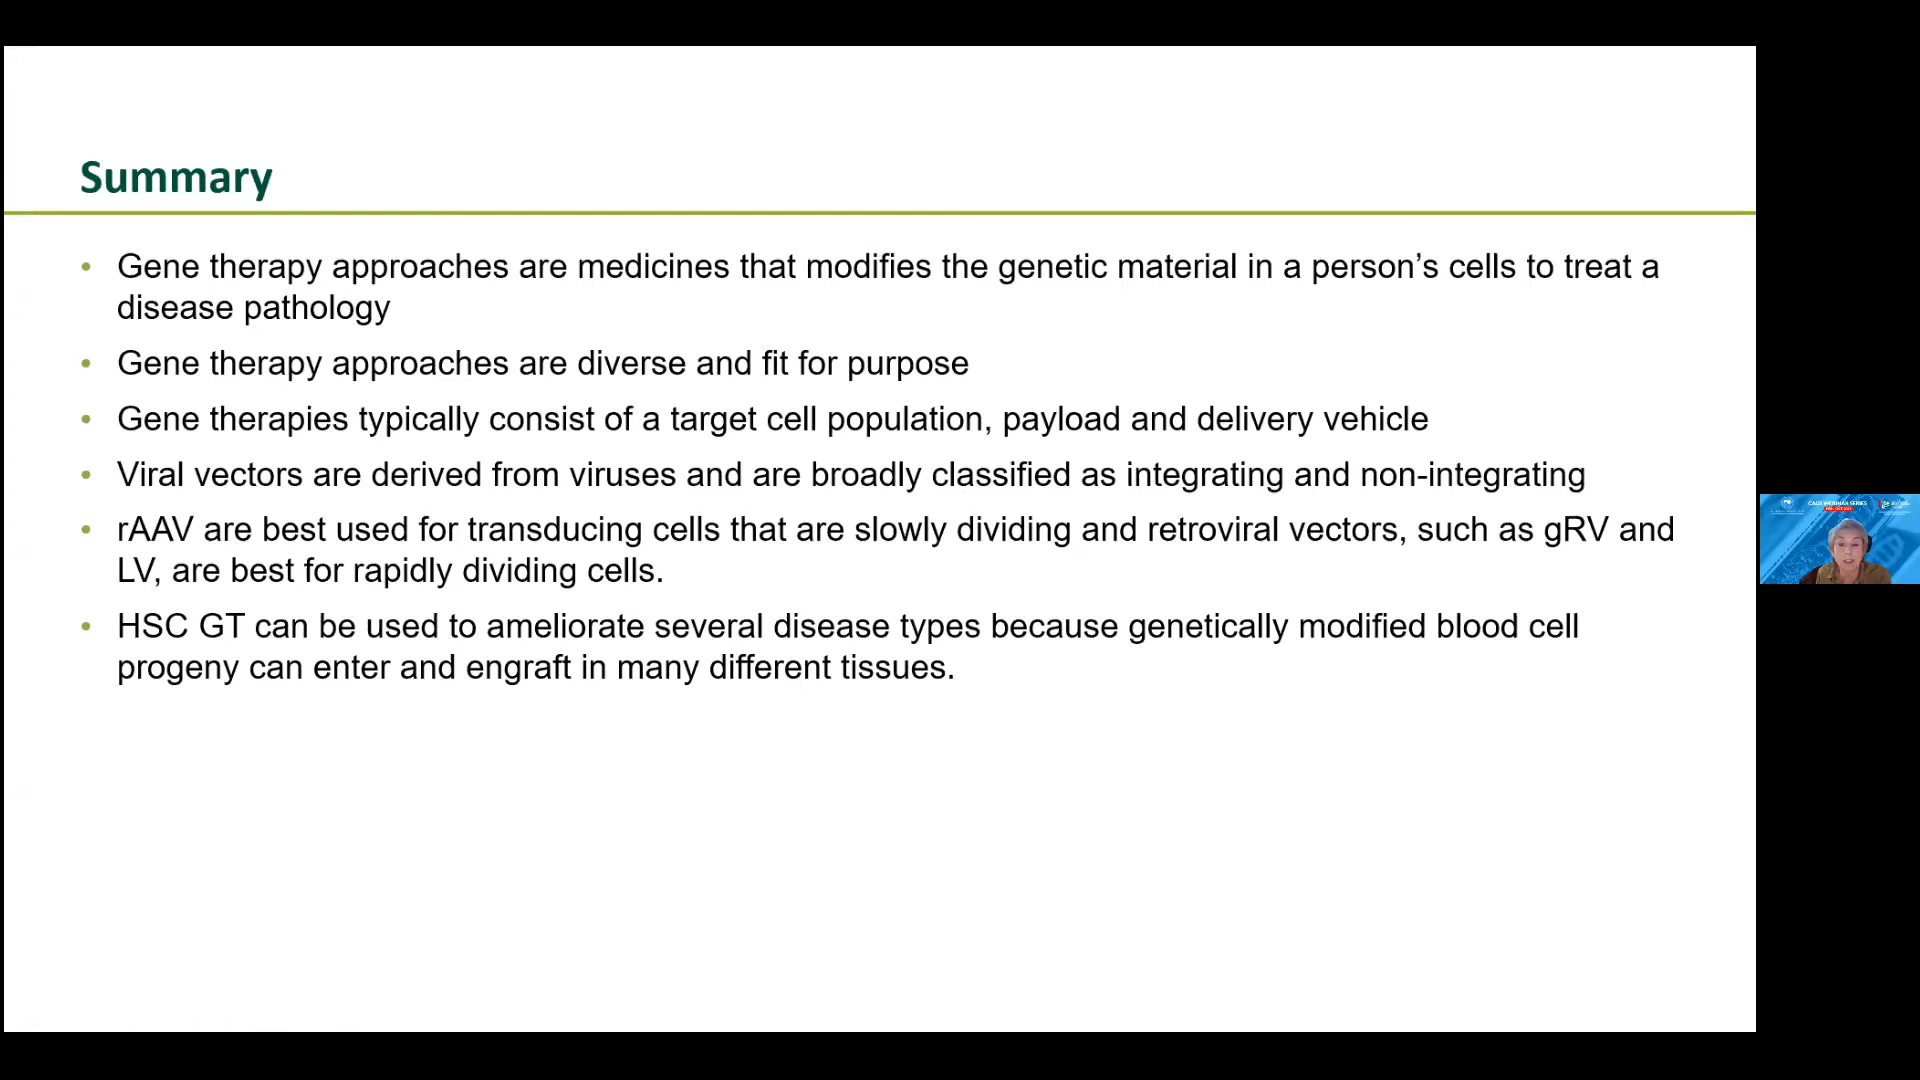 Summary
• Gene therapy approaches are medicines that modifies the genetic material in a person’s cells to treat a
disease pathology
• Gene therapy approaches are diverse and fit for purpose
• Gene therapies typically consist of a target cell population, payload and delivery vehicle
• Viral vectors are derived from viruses and are broadly classified as integrating and non-integrating
• rAAV are best used for transducing cells that are slowly dividing and retroviral vectors, such as gRV and
LV, are best for rapidly dividing cells.
• HSC GT can be used to ameliorate several disease types because genetically modified blood cell
progeny can enter and engraft in many different tissues.
CAGS WEBINAR SERIES